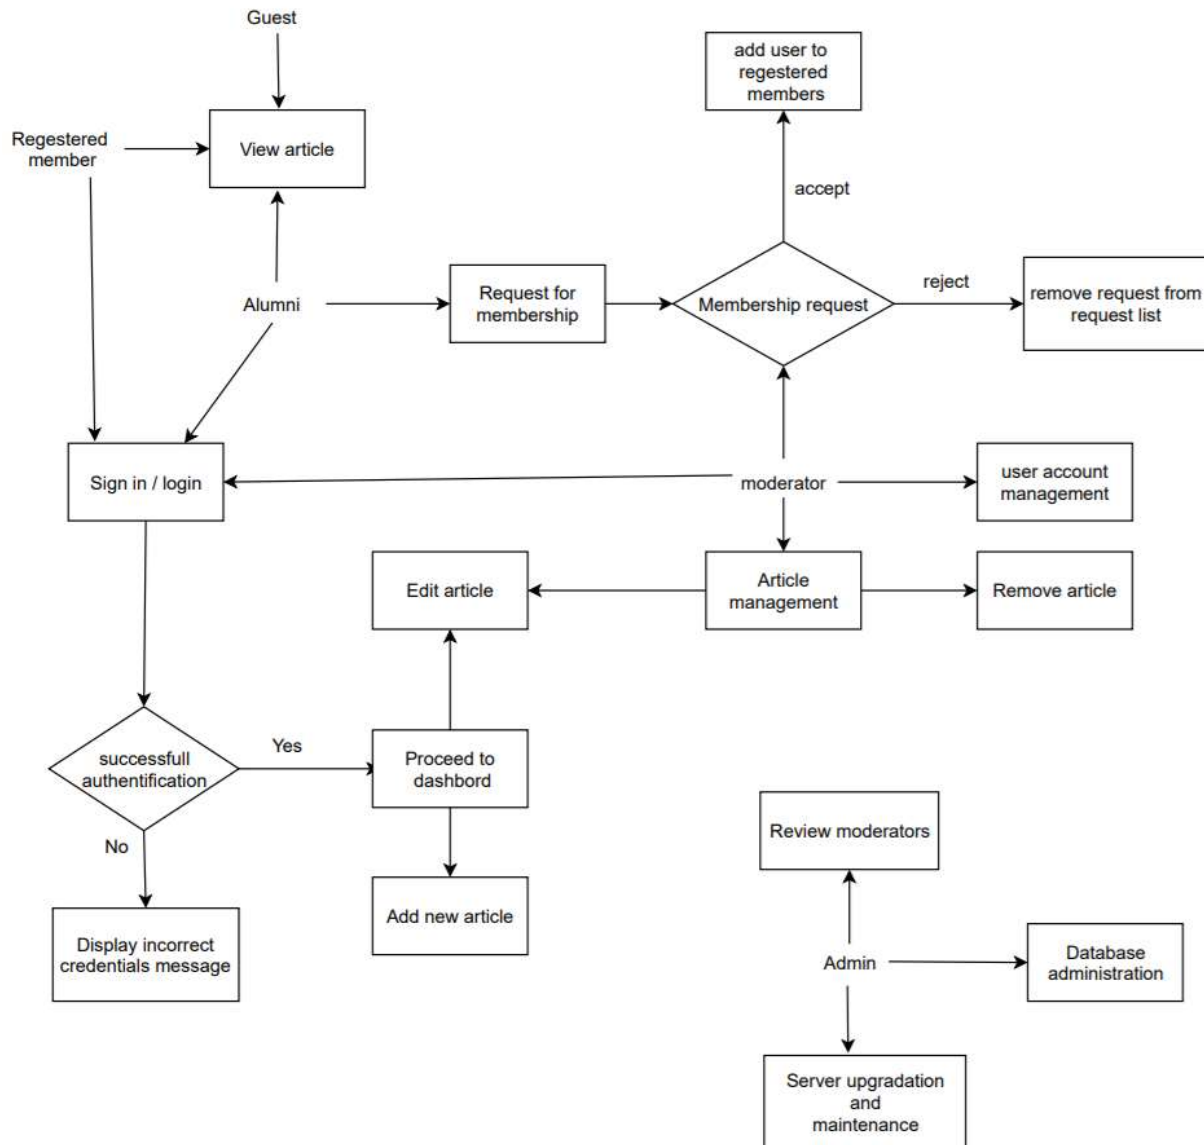 Guest
add user to
regestered
members
Regestered
member
View article
accept
Alumni
Request for
membership
Membership request
reject
remove request from
request list
Sign in / login
moderator
user account
management
Edit article
Article
management
Remove article
successfull
authentification
Yes
Proceed to
dashbord
No
Review moderators
Add new article
Display incorrect
credentials message
Admin
Database
administration
Server upgradation
and
maintenance